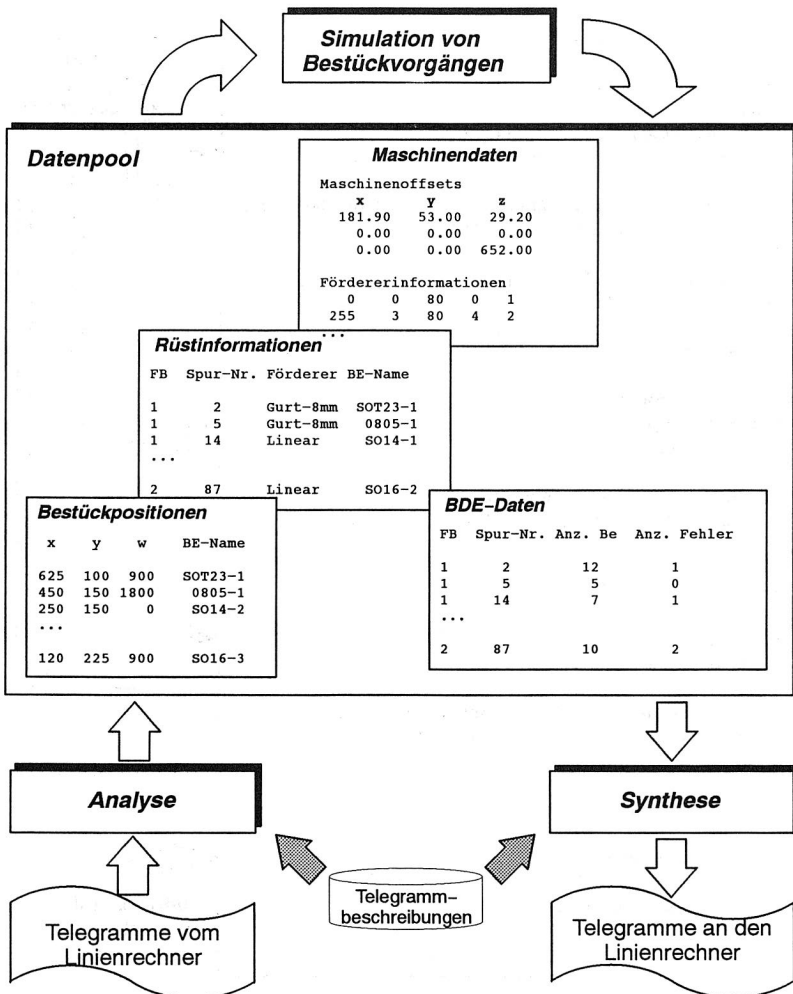 Simulation von
Bestückvorgängen
Datenpool
Maschinendaten
Maschinenoffsets
x y z
181.90 53.00 29.20
0.00 0.00 0.00
0.00 0.00 652.00
Fördererinformationen
0 0 80 0 1
255 3 80 4 2
...
Rüstinformationen
FB Spur-Nr. Förderer BE-Name
1 2 Gurt-8mm SOT23-1
1 5 Gurt-8mm 0805-1
1 14 Linear SO14-1
...
2 87 Linear SO16-2
Bestückpositionen
x y w BE-Name
625 100 900 SOT23-1
450 150 1800 0805-1
250 150 0 SO14-2
...
120 225 900 SO16-3
BDE-Daten
FB Spur-Nr. Anz. Be Anz. Fehler
1 2 12 1
1 5 5 0
1 14 7 1
...
2 87 10 2
Analyse
Synthese
Telegramm-
beschreibungen
Telegramme vom
Linienrechner
Telegramme an den
Linienrechner